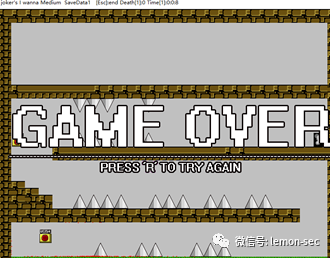 joker's I wanna Medium SaveData1 [Esc]:end Death[1]:0 Time[1]:0:0:8
GAME OVER
PRESS 'R' TO TRY AGAIN
微信号: lemon-sec